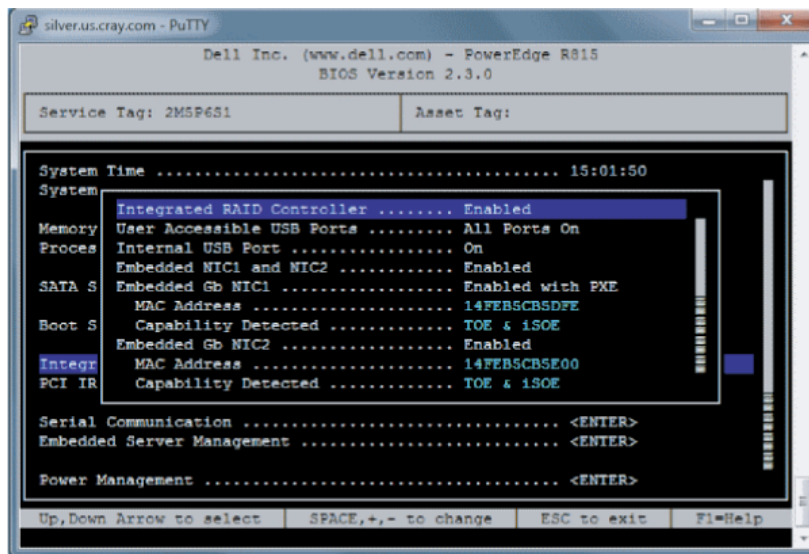 silver.us.cray.com - PuTTY
Dell Inc. (www.dell.com) - PowerEdge R815
BIOS Version 2.3.0
Service Tag: 2M5P6S1 Asset Tag:
System Time .......................................... 15:01:50
System
Integrated RAID Controller ........ Enabled
Memory User Accessible USB Ports ......... All Ports On
Proces Internal USB Port ................. On
Embedded NIC1 and NIC2 ............ Enabled
SATA S Embedded Gb NIC1 .................. Enabled with PXE
MAC Address ..................... 14FEB5CB5DFE
Boot S Capability Detected ............. TOE & iSOE
Embedded Gb NIC2 .................. Enabled
Integr MAC Address ..................... 14FEB5CB5E00
PCI IR Capability Detected ............. TOE & iSOE
Serial Communication ................................. <ENTER>
Embedded Server Management ........................... <ENTER>
Power Management ..................................... <ENTER>
Up,Down Arrow to select SPACE,+,- to change ESC to exit F1=Help